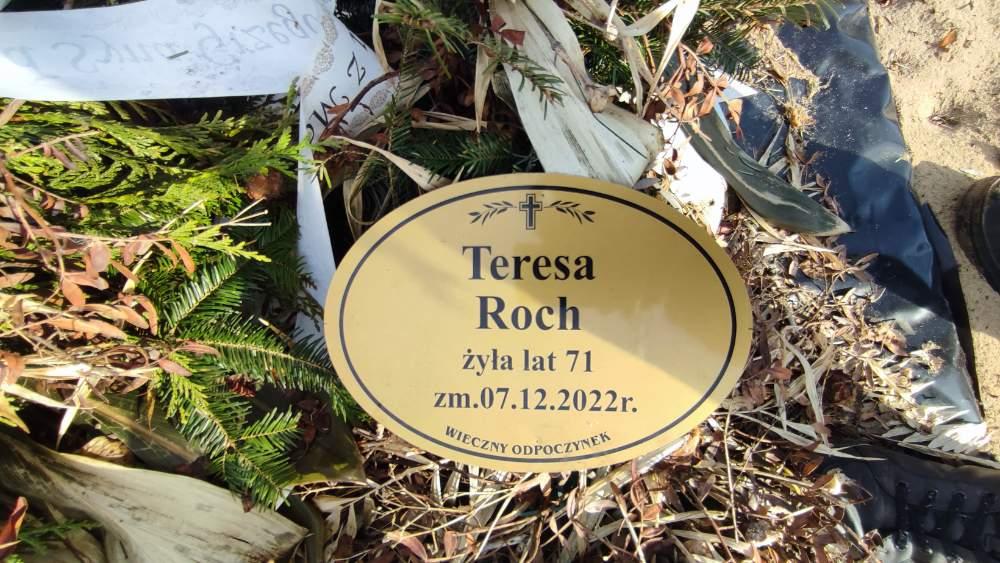 Teresa
Roch
żyła lat 71
zm.07.12.2022r.
WIECZNY ODPOCZYNEK